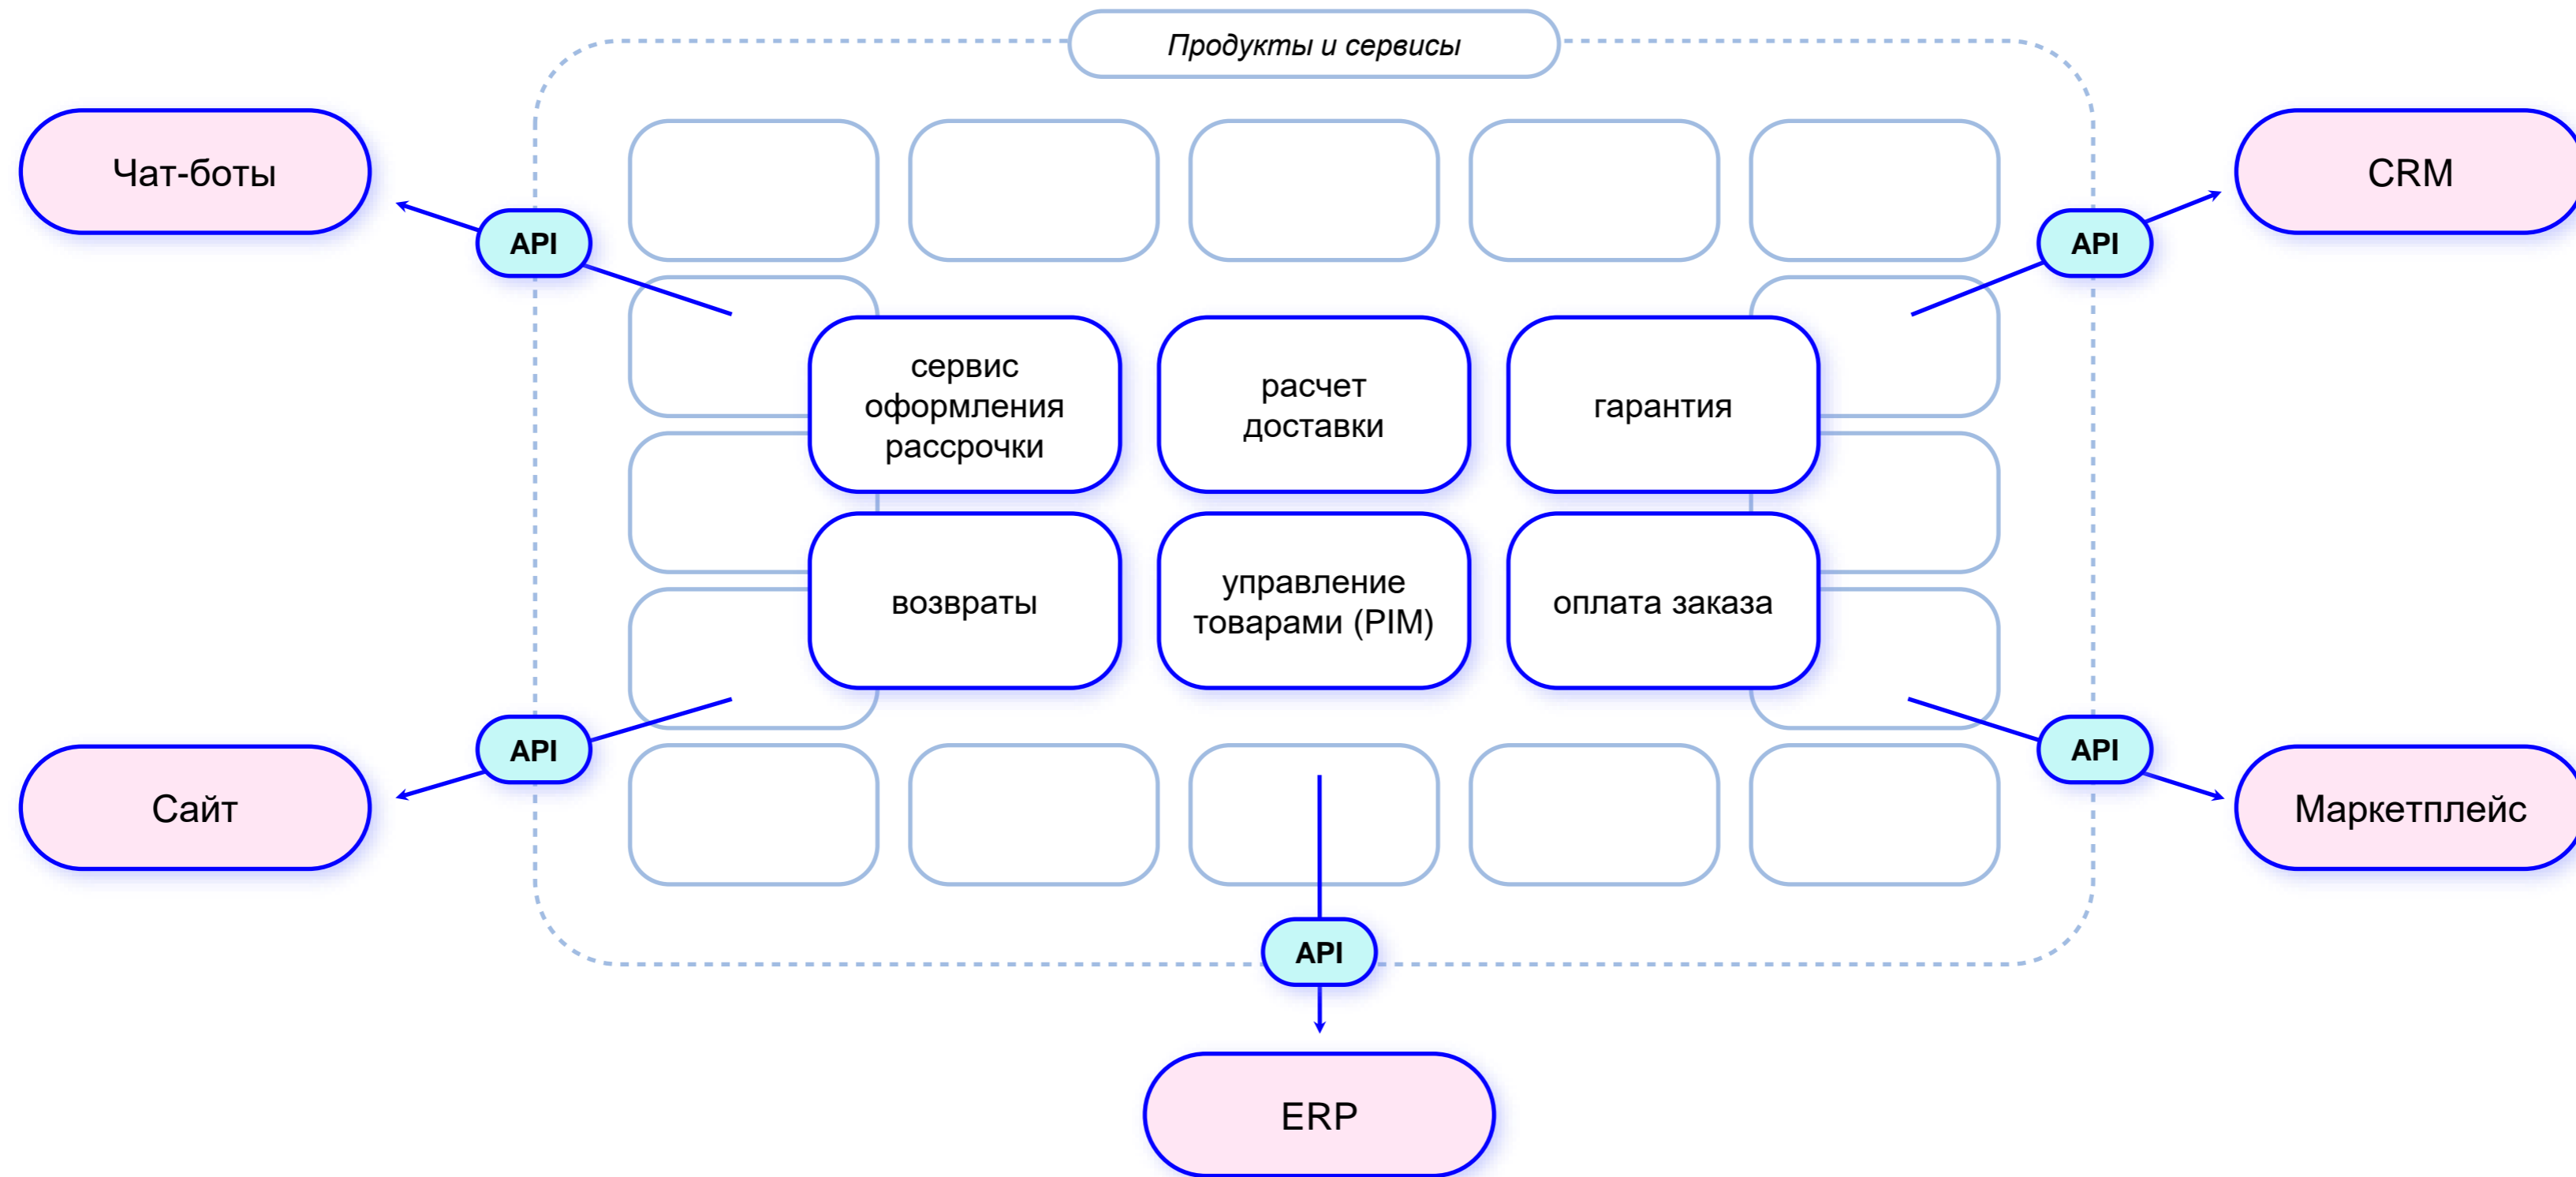 Продукты и сервисы
Чат-боты
CRM
API
API
сервис
оформления
рассрочки
расчет
доставки
гарантия
возвраты
управление
товарами (PIM)
оплата заказа
API
API
Сайт
Маркетплейс
API
ERP